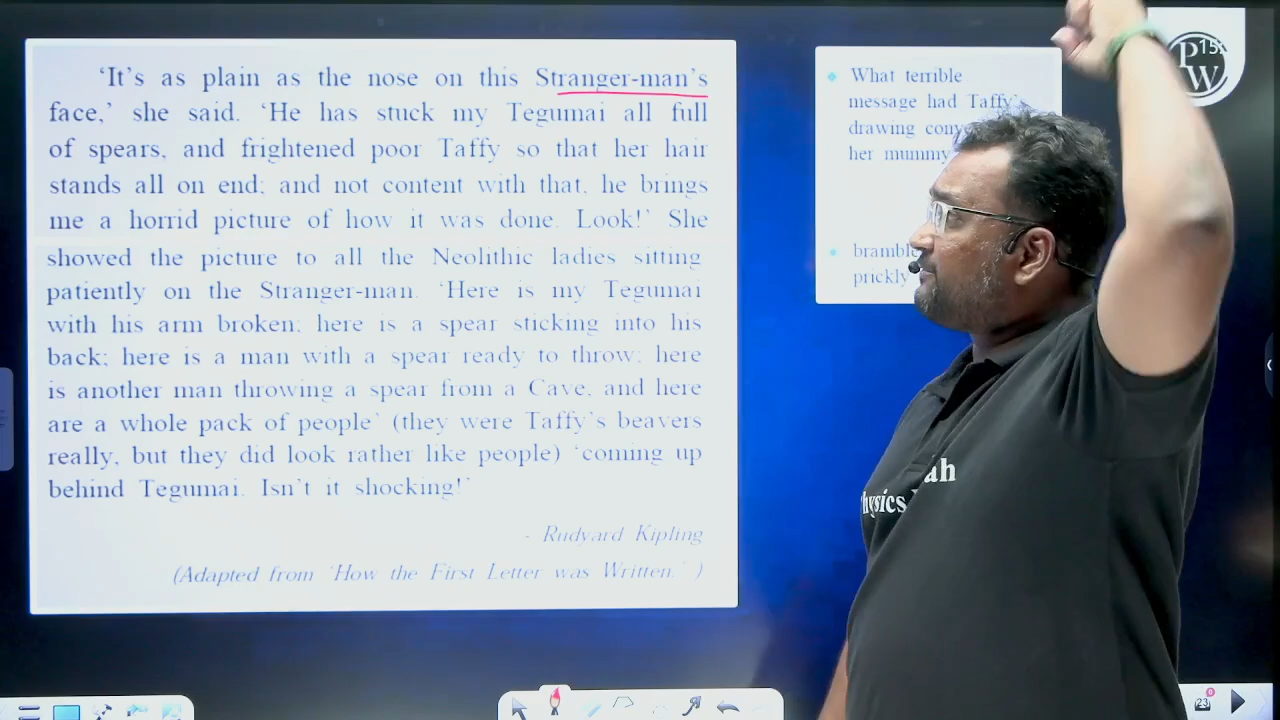 ‘It’s as plain as the nose on this Stranger-man’s
face,’ she said. ‘He has stuck my Tegumai all full
of spears, and frightened poor Taffy so that her hair
stands all on end; and not content with that, he brings
me a horrid picture of how it was done. Look!’ She
showed the picture to all the Neolithic ladies sitting
patiently on the Stranger-man. ‘Here is my Tegumai
with his arm broken; here is a spear sticking into his
back; here is a man with a spear ready to throw; here
is another man throwing a spear from a Cave, and here
are a whole pack of people’ (they were Taffy’s beavers
really, but they did look rather like people) ‘coming up
behind Tegumai. Isn’t it shocking!’
- Rudyard Kipling
(Adapted from ‘How the First Letter was Written.’ )
What terrible
message had Taffy’s
drawing
her mummy
prickly
P
W
23